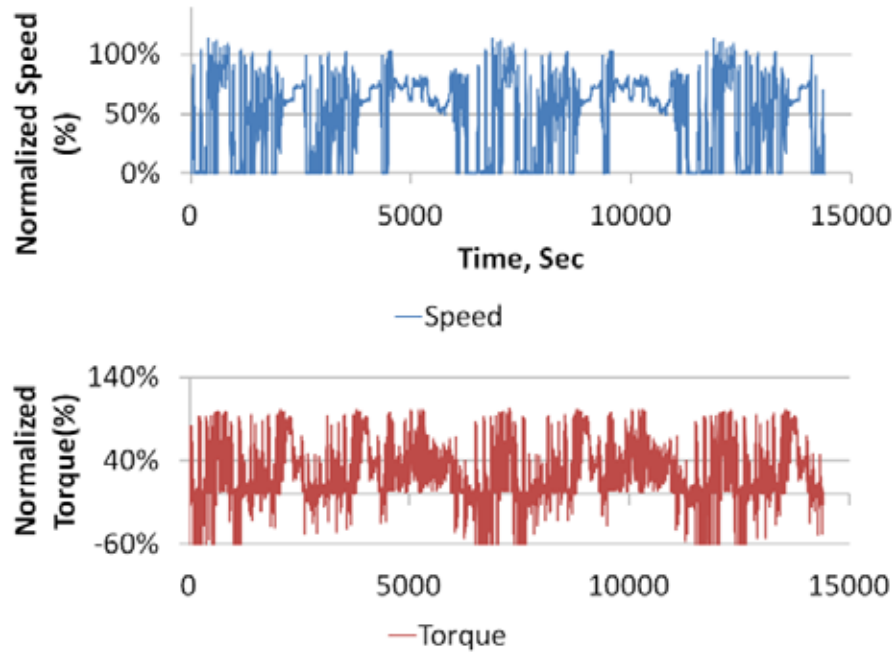 Normalized Speed
(%)
100%
50%
0%
0 5000 10000 15000
Time, Sec
Speed
Normalized
Torque(%)
140%
40%
-60%
0 5000 10000 15000
Torque